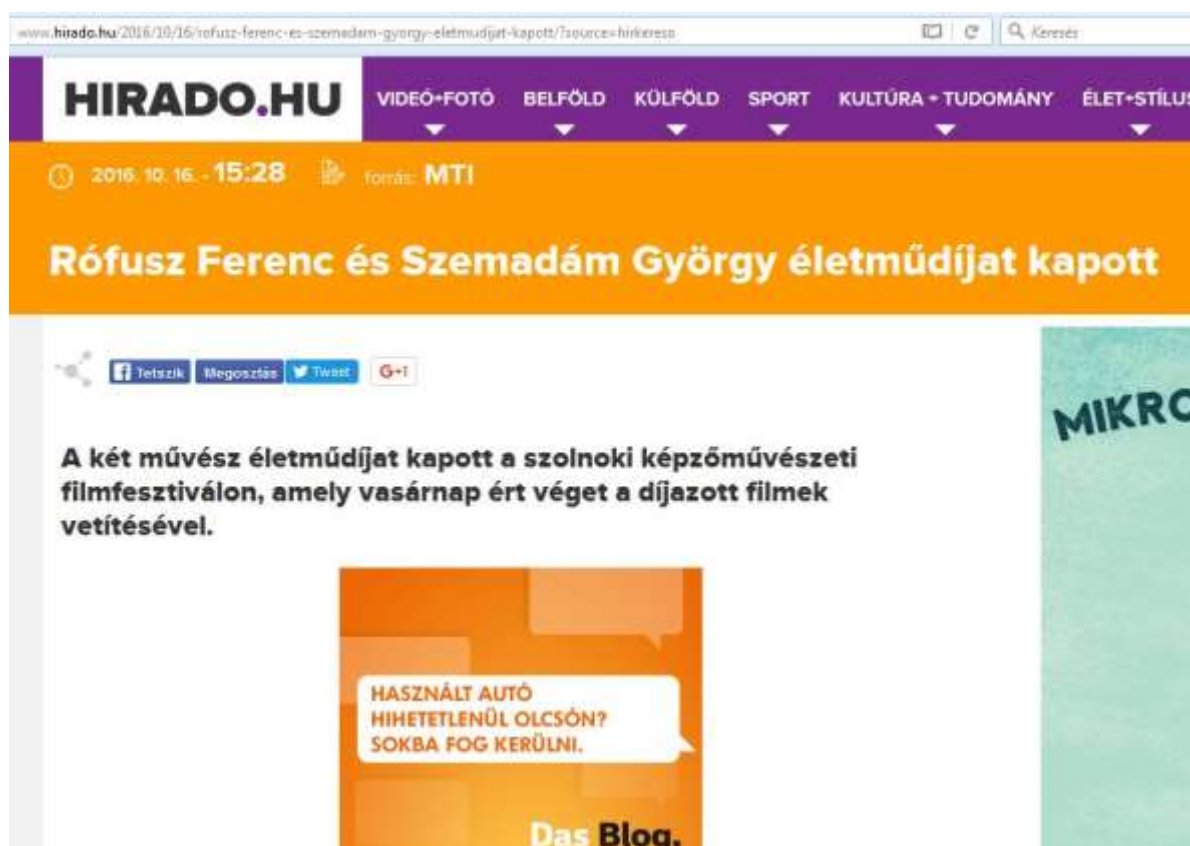 www.hirado.hu/2016/10/16/rofusz-ferenc-es-szemadam-gyorgy-eletmudijat-kapott/?source=hirkereso
Keresés
HIRADO.HU
VIDEÓ+FOTÓ BELFÖLD KÜLFÖLD SPORT KULTÚRA + TUDOMÁNY ÉLET+STÍLUS
2016. 10. 16. - 15:28 forrás: MTI
Rófusz Ferenc és Szemadám György életműdíjat kapott
Tetszik Megosztás Tweet G+1
MIKRO
A két művész életműdíjat kapott a szolnoki képzőművészeti
filmfesztiválon, amely vasárnap ért véget a díjazott filmek
vetítésével.
HASZNÁLT AUTÓ
HIHETETLENÜL OLCSÓN?
SOKBA FOG KERÜLNI.
Das Blog.